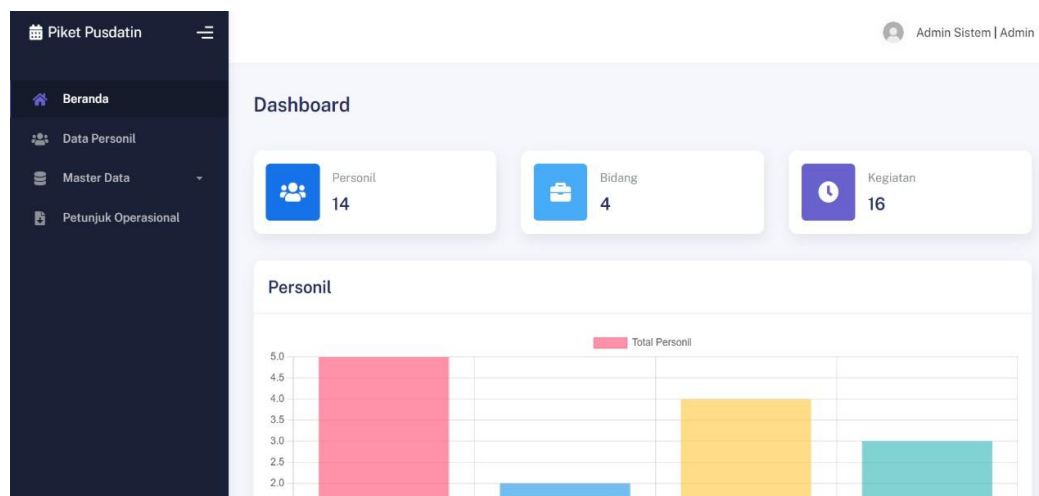 Piket Pusdatin
Admin Sistem | Admin
Beranda
Data Personil
Master Data
Petunjuk Operasional
Dashboard
Personil
14
Bidang
4
Kegiatan
16
Personil
Total Personil
5.0
4.5
4.0
3.5
3.0
2.5
2.0